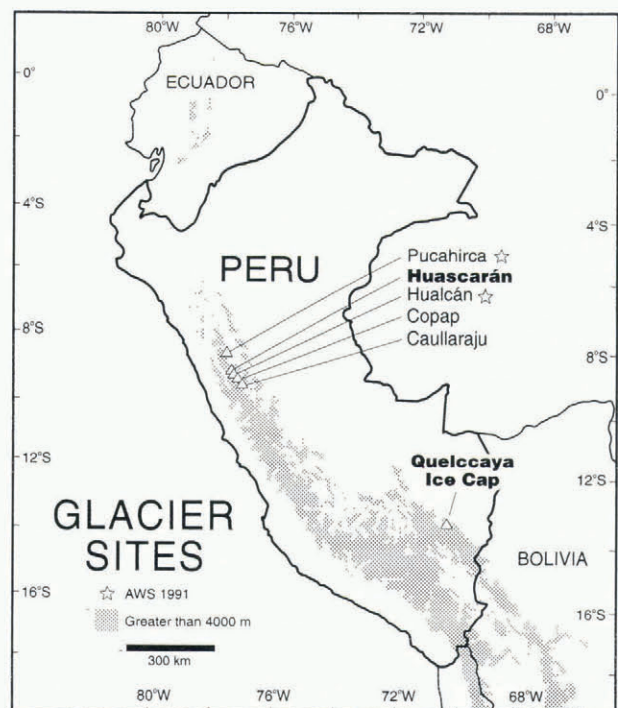 80°W 76°W 72°W 68°W
0°
ECUADOR
0°
4°S
4°S
PERU
Pucahirca ☆
Huascarán
Hualcán ☆
Copap
Caullaraju
8°S
8°S
12°S
Quelccaya
Ice Cap
12°S
GLACIER
SITES
BOLIVIA
☆ AWS 1991
16°S
Greater than 4000 m
16°S
300 km
80°W 76°W 72°W 68°W